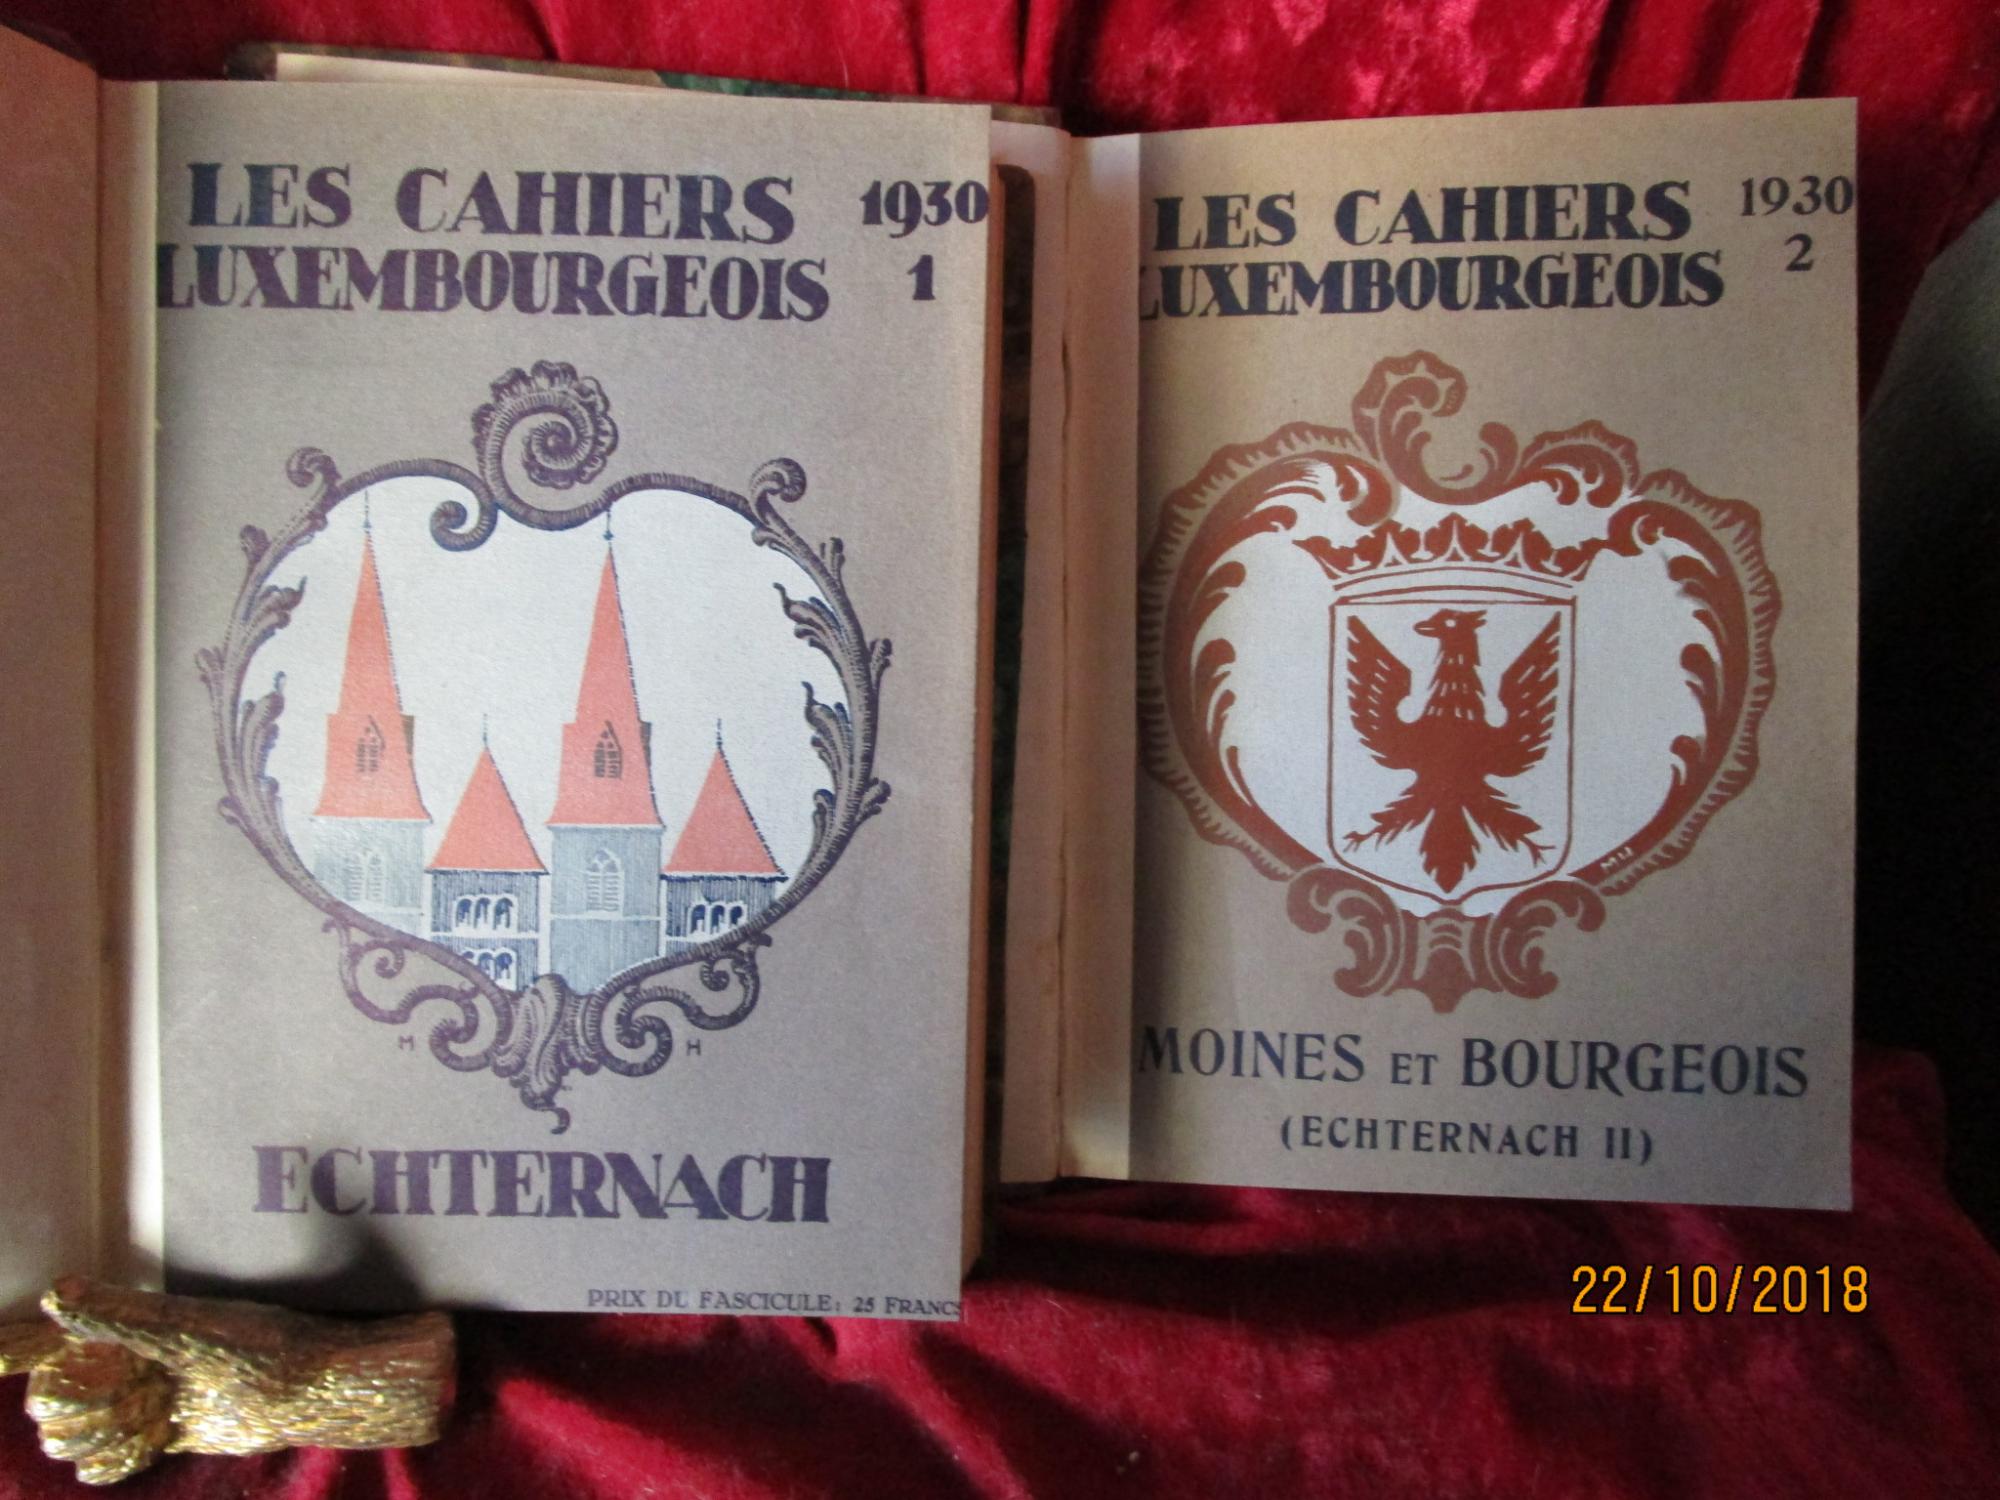 LES CAHIERS 1930
LUXEMBOURGEOIS 1
M H
ECHTERNACH
PRIX DU FASCICULE: 25 FRANCS
LES CAHIERS 1930
LUXEMBOURGEOIS 2
MH
MOINES ET BOURGEOIS
(ECHTERNACH II)
22/10/2018